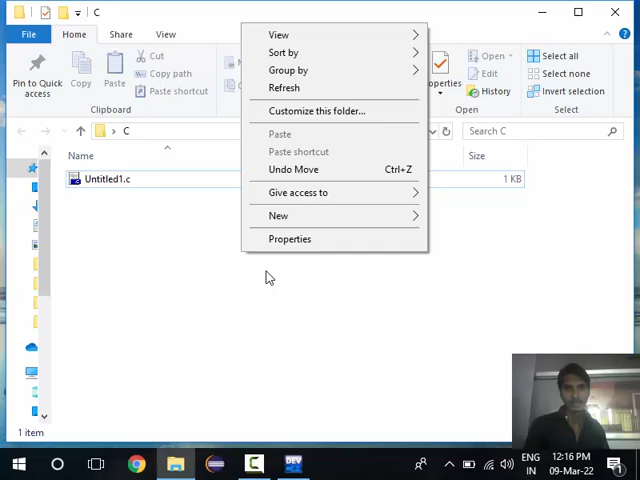 C
File
Home
Share
View
Pin to Quick
access
Copy
Paste
Cut
Copy path
Paste shortcut
Clipboard
M
C
operties
Open
Edit
History
Open
Select all
Select none
Invert selection
Select
C
Search C
Name
Size
Untitled1.c
1 KB
View
Sort by
Group by
Refresh
Customize this folder...
Paste
Paste shortcut
Undo Move Ctrl+Z
Give access to
New
Properties
1 item
DEV
ENG
IN
12:16 PM
09-Mar-22
1